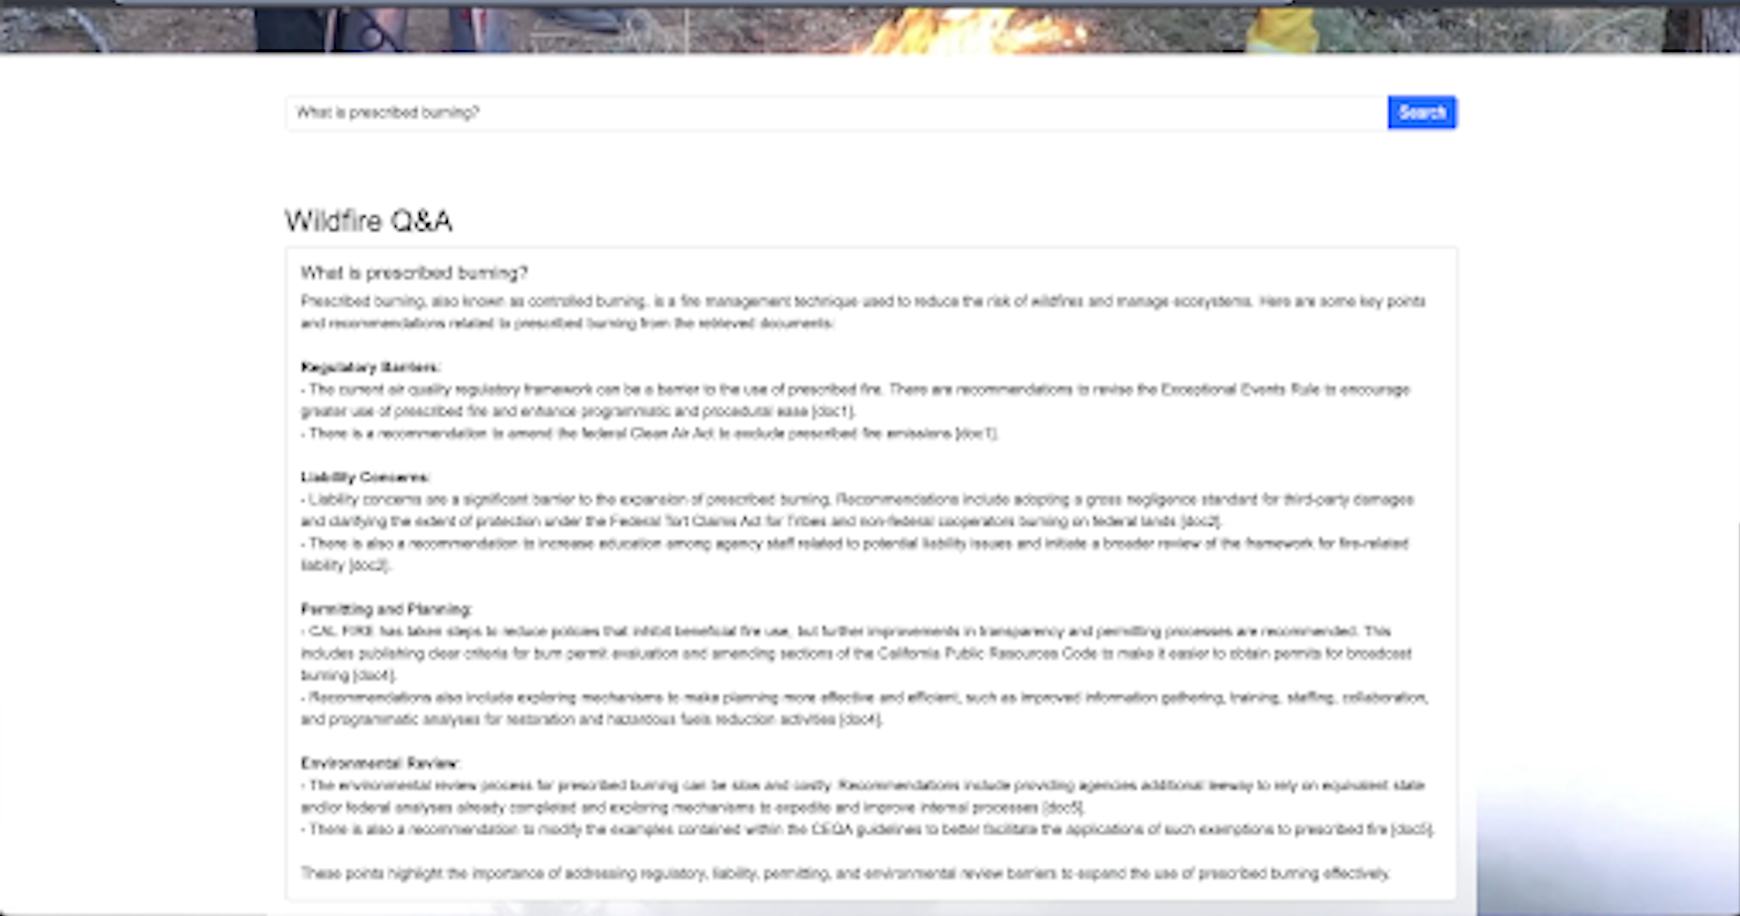 What is prescribed burning?
Search
Wildfire Q&A
What is prescribed burning?
Prescribed burning, also known as controlled burning, is a fire management technique used to reduce the risk of wildfires and manage ecosystems. Here are some key points
and recommendations related to prescribed burning from the retrieved documents:
Regulatory Barriers:
- The current air quality regulatory framework can be a barrier to the use of prescribed fire. There are recommendations to revise the Exceptional Events Rule to encourage
greater use of prescribed fire and enhance programmatic and procedural ease [doc1].
- There is a recommendation to amend the federal Clean Air Act to exclude prescribed fire emissions [doc1].
Liability Concerns:
- Liability concerns are a significant barrier to the expansion of prescribed burning. Recommendations include adopting a gross negligence standard for third-party damages
and clarifying the extent of protection under the Federal Tort Claims Act for Tribes and non-federal cooperators burning on federal lands [doc2].
- There is also a recommendation to increase education among agency staff related to potential liability issues and initiate a broader review of the framework for fire-related
liability [doc2].
Permitting and Planning:
- CAL FIRE has taken steps to reduce policies that inhibit beneficial fire use, but further improvements in transparency and permitting processes are recommended. This
includes publishing clear criteria for burn permit evaluation and amending sections of the California Public Resources Code to make it easier to obtain permits for broadcast
burning [doc4].
- Recommendations also include exploring mechanisms to make planning more effective and efficient, such as improved information gathering, training, staffing, collaboration,
and programmatic analyses for restoration and hazardous fuels reduction activities [doc4].
Environmental Review:
- The environmental review process for prescribed burning can be slow and costly. Recommendations include providing agencies additional leeway to rely on equivalent state
and/or federal analyses already completed and exploring mechanisms to expedite and improve internal processes [doc5].
- There is also a recommendation to modify the examples contained within the CEQA guidelines to better facilitate the applications of such exemptions to prescribed fire [doc5].
These points highlight the importance of addressing regulatory, liability, permitting, and environmental review barriers to expand the use of prescribed burning effectively.